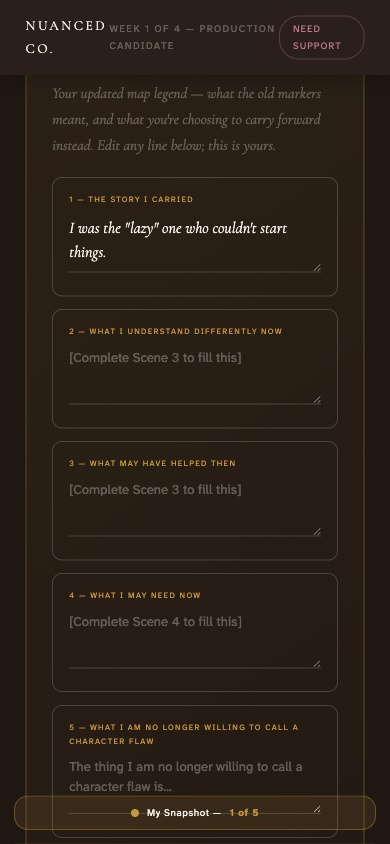 NUANCED CO.
WEEK 1 OF 4 — PRODUCTION CANDIDATE
NEED SUPPORT
Your updated map legend — what the old markers
meant, and what you're choosing to carry forward
instead. Edit any line below; this is yours.
1 — THE STORY I CARRIED
I was the "lazy" one who couldn't start
things.
2 — WHAT I UNDERSTAND DIFFERENTLY NOW
[Complete Scene 3 to fill this]
3 — WHAT MAY HAVE HELPED THEN
[Complete Scene 3 to fill this]
4 — WHAT I MAY NEED NOW
[Complete Scene 4 to fill this]
5 — WHAT I AM NO LONGER WILLING TO CALL A
CHARACTER FLAW
The thing I am no longer willing to call a
character flaw is...
My Snapshot — 1 of 5